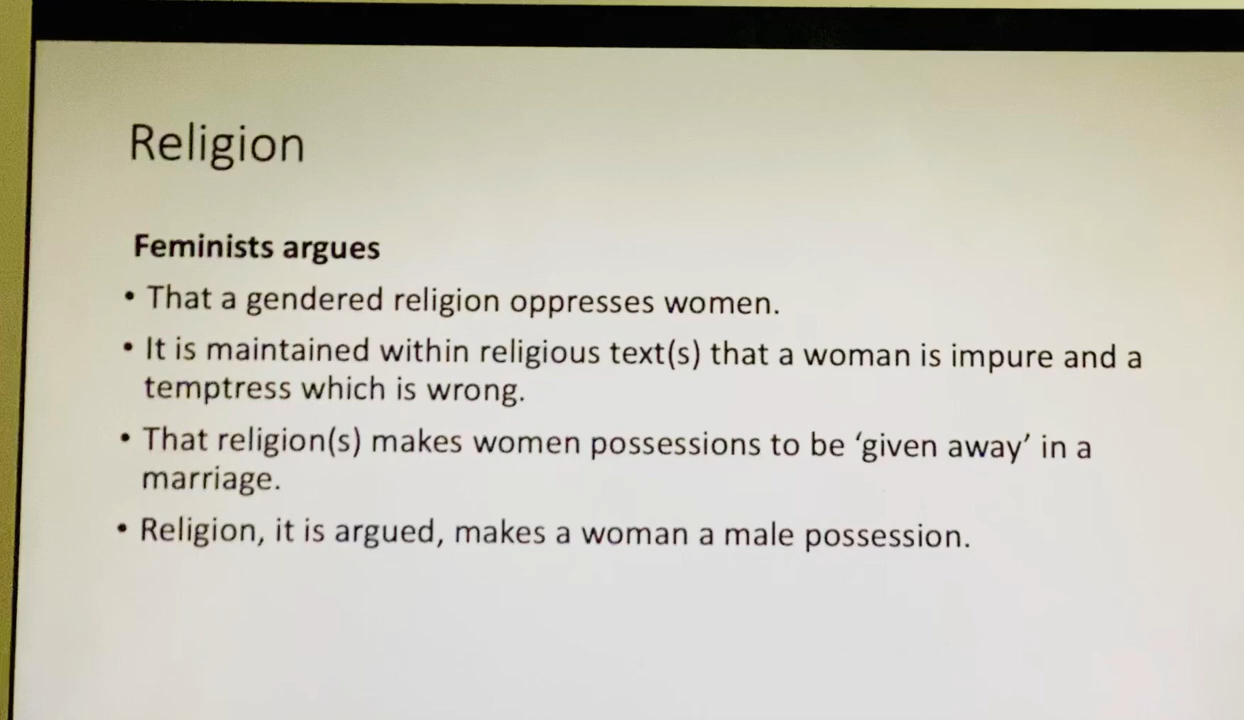 Religion
Feminists argues
• That a gendered religion oppresses women.
• It is maintained within religious text(s) that a woman is impure and a
temptress which is wrong.
• That religion(s) makes women possessions to be ‘given away’ in a
marriage.
• Religion, it is argued, makes a woman a male possession.